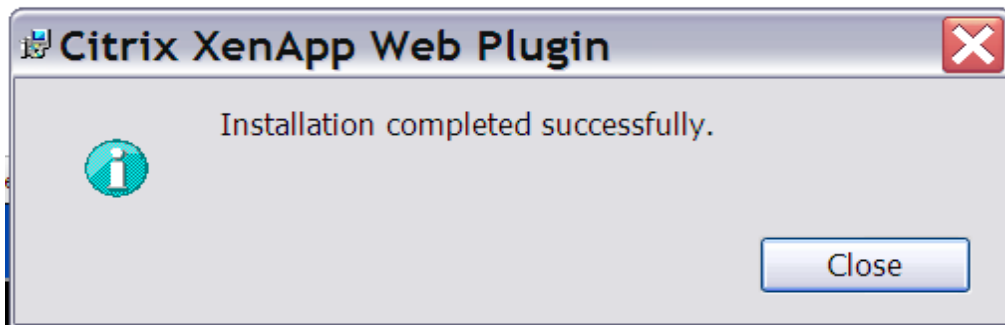 Citrix XenApp Web Plugin
Installation completed successfully.
Close